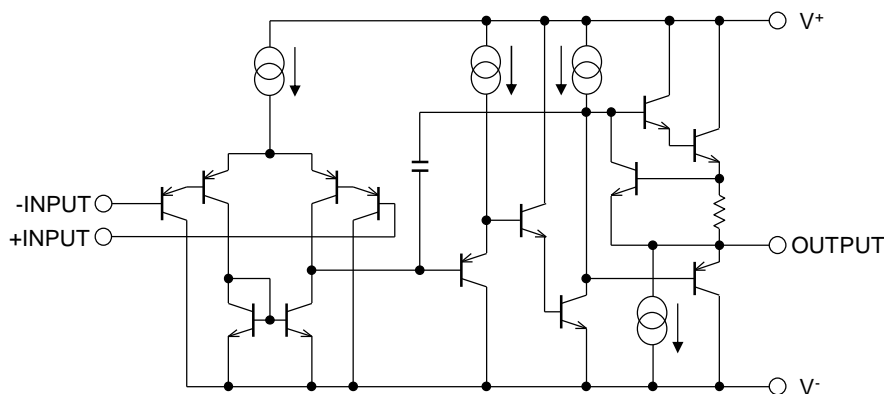 V+
-INPUT
+INPUT
OUTPUT
V-